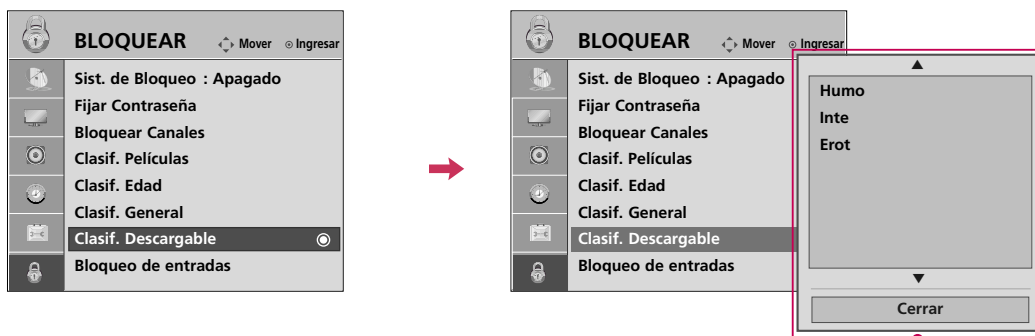 BLOQUEAR Mover Ingresar
Sist. de Bloqueo : Apagado
Fijar Contraseña
Bloquear Canales
Clasif. Películas
Clasif. Edad
Clasif. General
Clasif. Descargable
Bloqueo de entradas
BLOQUEAR Mover Ingresar
Sist. de Bloqueo : Apagado
Fijar Contraseña
Bloquear Canales
Clasif. Películas
Clasif. Edad
Clasif. General
Clasif. Descargable
Bloqueo de entradas
Humo
Inte
Erot
Cerrar